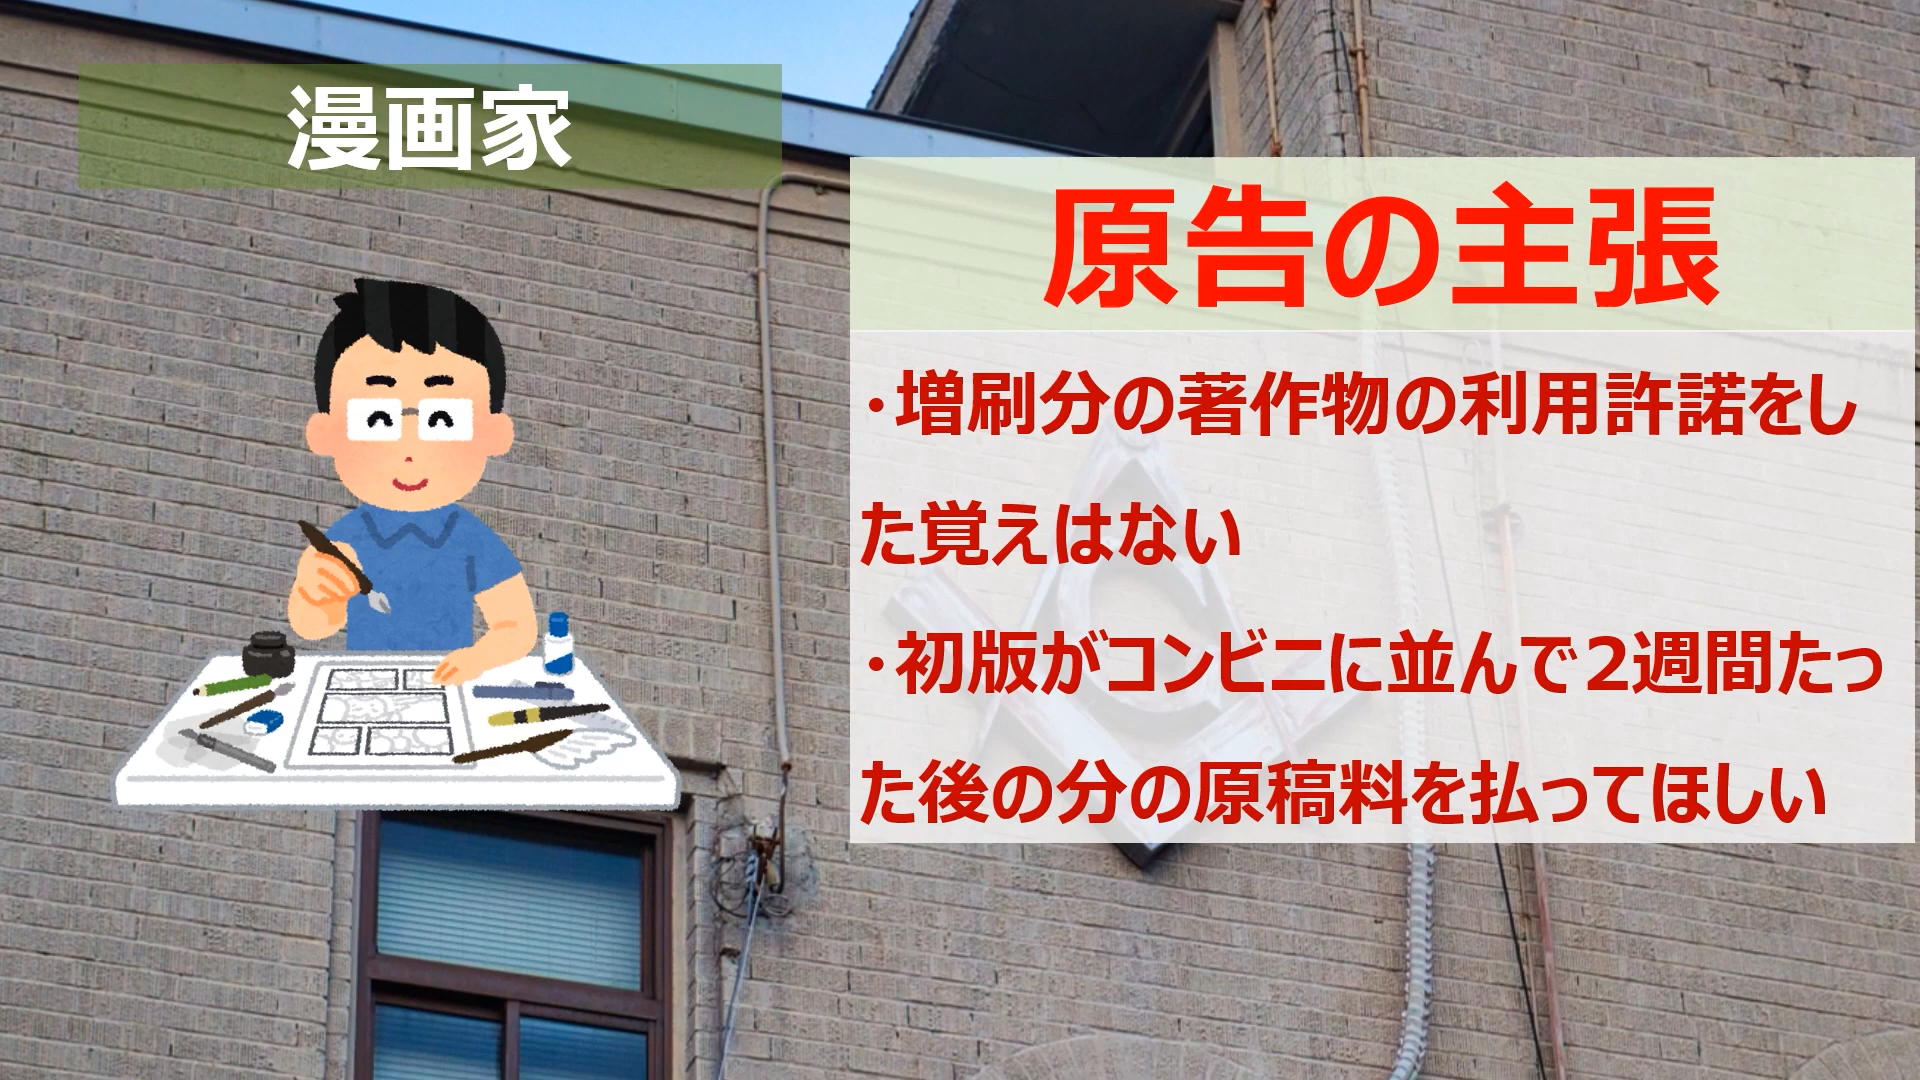 漫画家
原告の主張
・増刷分の著作物の利用許諾をし
た覚えはない
・初版がコンビニに並んで２週間たっ
た後の分の原稿料を払ってほしい